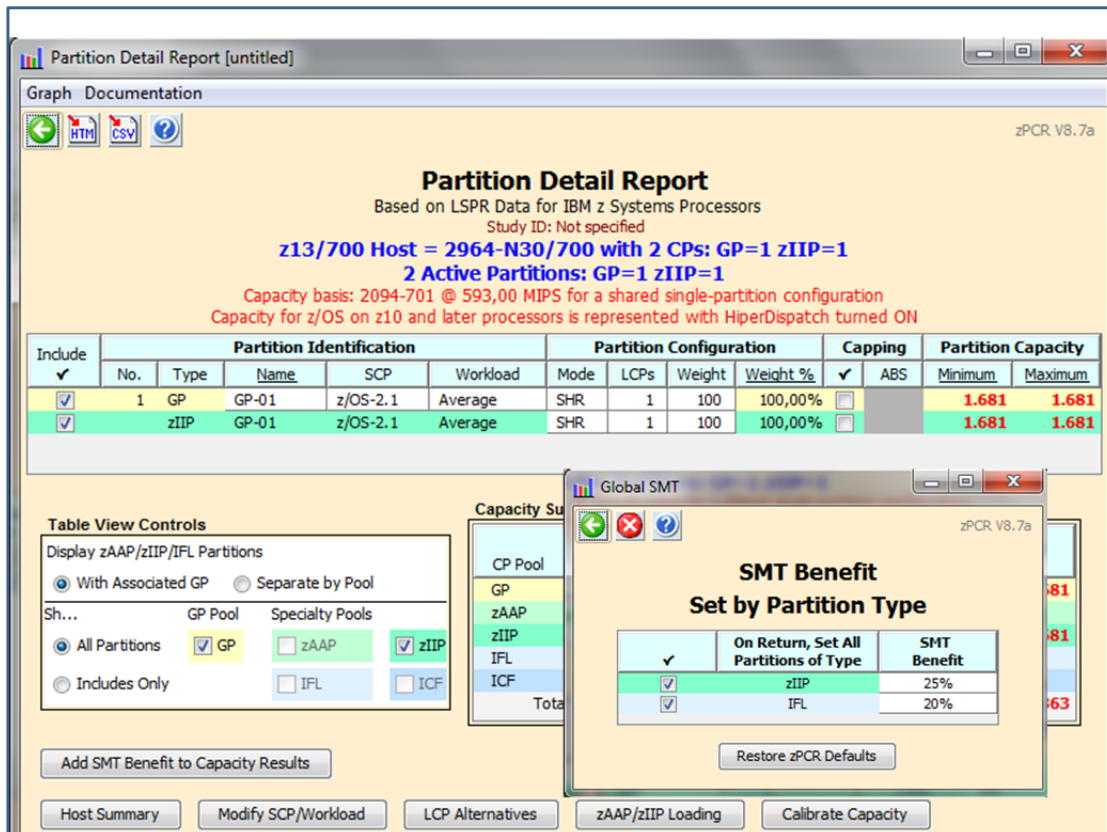 Partition Detail Report [untitled]
Graph Documentation
HTM CSV ?
zPCR V8.7a
Partition Detail Report
Based on LSPR Data for IBM z Systems Processors
Study ID: Not specified
z13/700 Host = 2964-N30/700 with 2 CPs: GP=1 zIIP=1
2 Active Partitions: GP=1 zIIP=1
Capacity basis: 2094-701 @ 593,00 MIPS for a shared single-partition configuration
Capacity for z/OS on z10 and later processors is represented with HiperDispatch turned ON
Include Partition Identification Partition Configuration Capping Partition Capacity
✔ No. Type Name SCP Workload Mode LCPs Weight Weight % ✔ ABS Minimum Maximum
1 GP GP-01 z/OS-2.1 Average SHR 1 100 100,00% 1.681 1.681
zIIP GP-01 z/OS-2.1 Average SHR 1 100 100,00% 1.681 1.681
Table View Controls
Display zAAP/zIIP/IFL Partitions
With Associated GP Separate by Pool
Sh... GP Pool Specialty Pools
All Partitions GP zAAP zIIP
Includes Only IFL ICF
Capacity Su
CP Pool
GP 81
zAAP
zIIP 81
IFL
ICF
Tota 363
Global SMT
?
zPCR V8.7a
SMT Benefit
Set by Partition Type
✔ On Return, Set All Partitions of Type SMT Benefit
zIIP 25%
IFL 20%
Restore zPCR Defaults
Add SMT Benefit to Capacity Results
Host Summary Modify SCP/Workload LCP Alternatives zAAP/zIIP Loading Calibrate Capacity